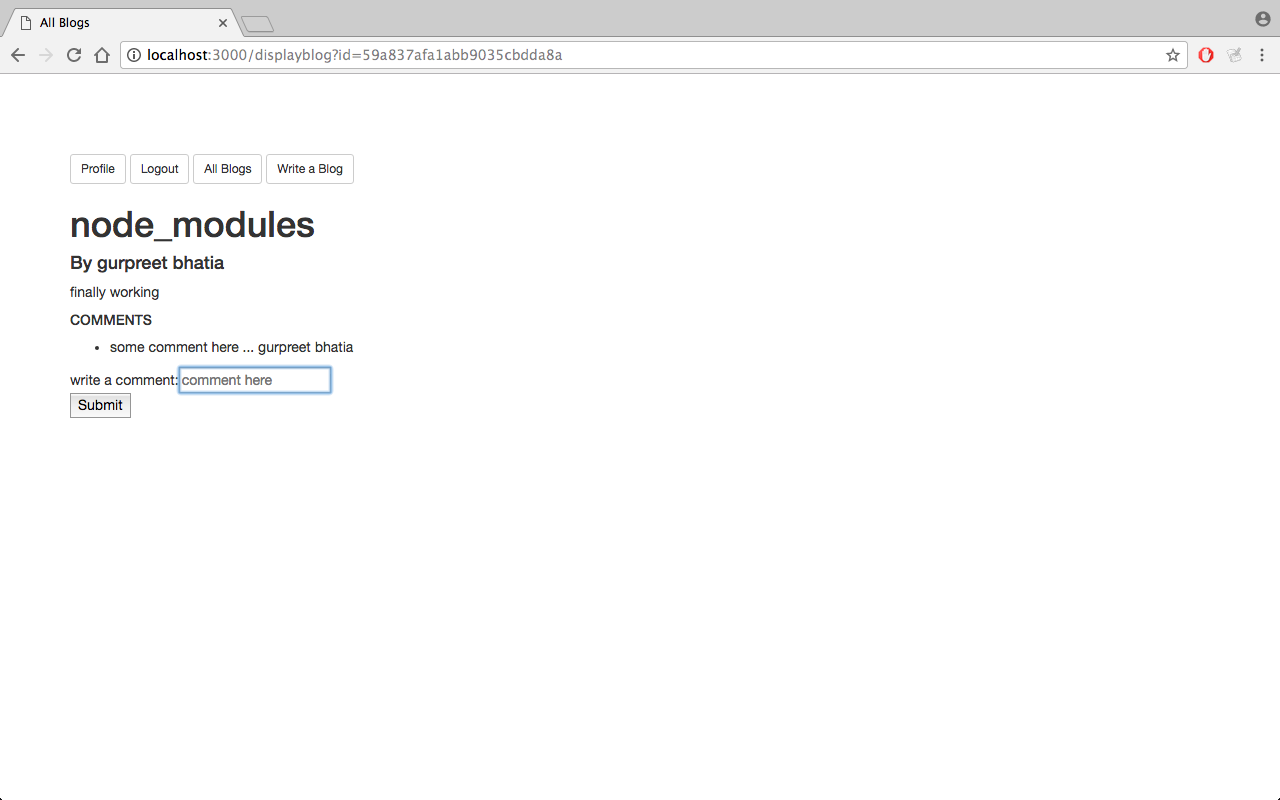 All Blogs
localhost:3000/displayblog?id=59a837afa1abb9035cbdda8a
Profile Logout All Blogs Write a Blog
node_modules
By gurpreet bhatia
finally working
COMMENTS
• some comment here ... gurpreet bhatia
write a comment: comment here
Submit